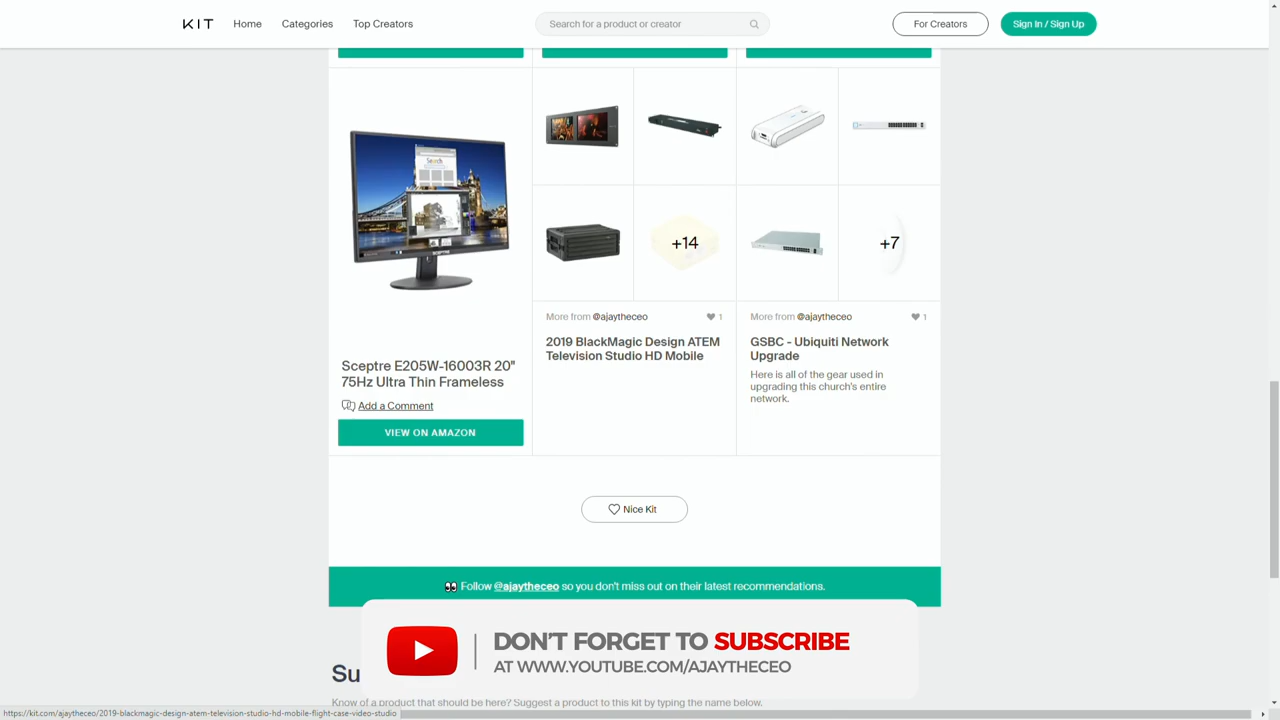 KIT
Home
Categories
Top Creators
Search for a product or creator
For Creators
Sign In / Sign Up
Search
SCEPTRE
+14
+7
Sceptre E205W-16003R 20"
75Hz Ultra Thin Frameless
Add a Comment
VIEW ON AMAZON
More from @ajaytheceo
1
2019 BlackMagic Design ATEM
Television Studio HD Mobile
More from @ajaytheceo
1
GSBC - Ubiquiti Network
Upgrade
Here is all of the gear used in
upgrading this church's entire
network.
Nice Kit
Follow @ajaytheceo so you don't miss out on their latest recommendations.
DON'T FORGET TO SUBSCRIBE
AT WWW.YOUTUBE.COM/AJAYTHECEO
Su
Know of a product that should be here? Suggest a product to this kit by typing the name below.
https://kit.com/ajaytheceo/2019-blackmagic-design-atem-television-studio-hd-mobile-flight-case-video-studio